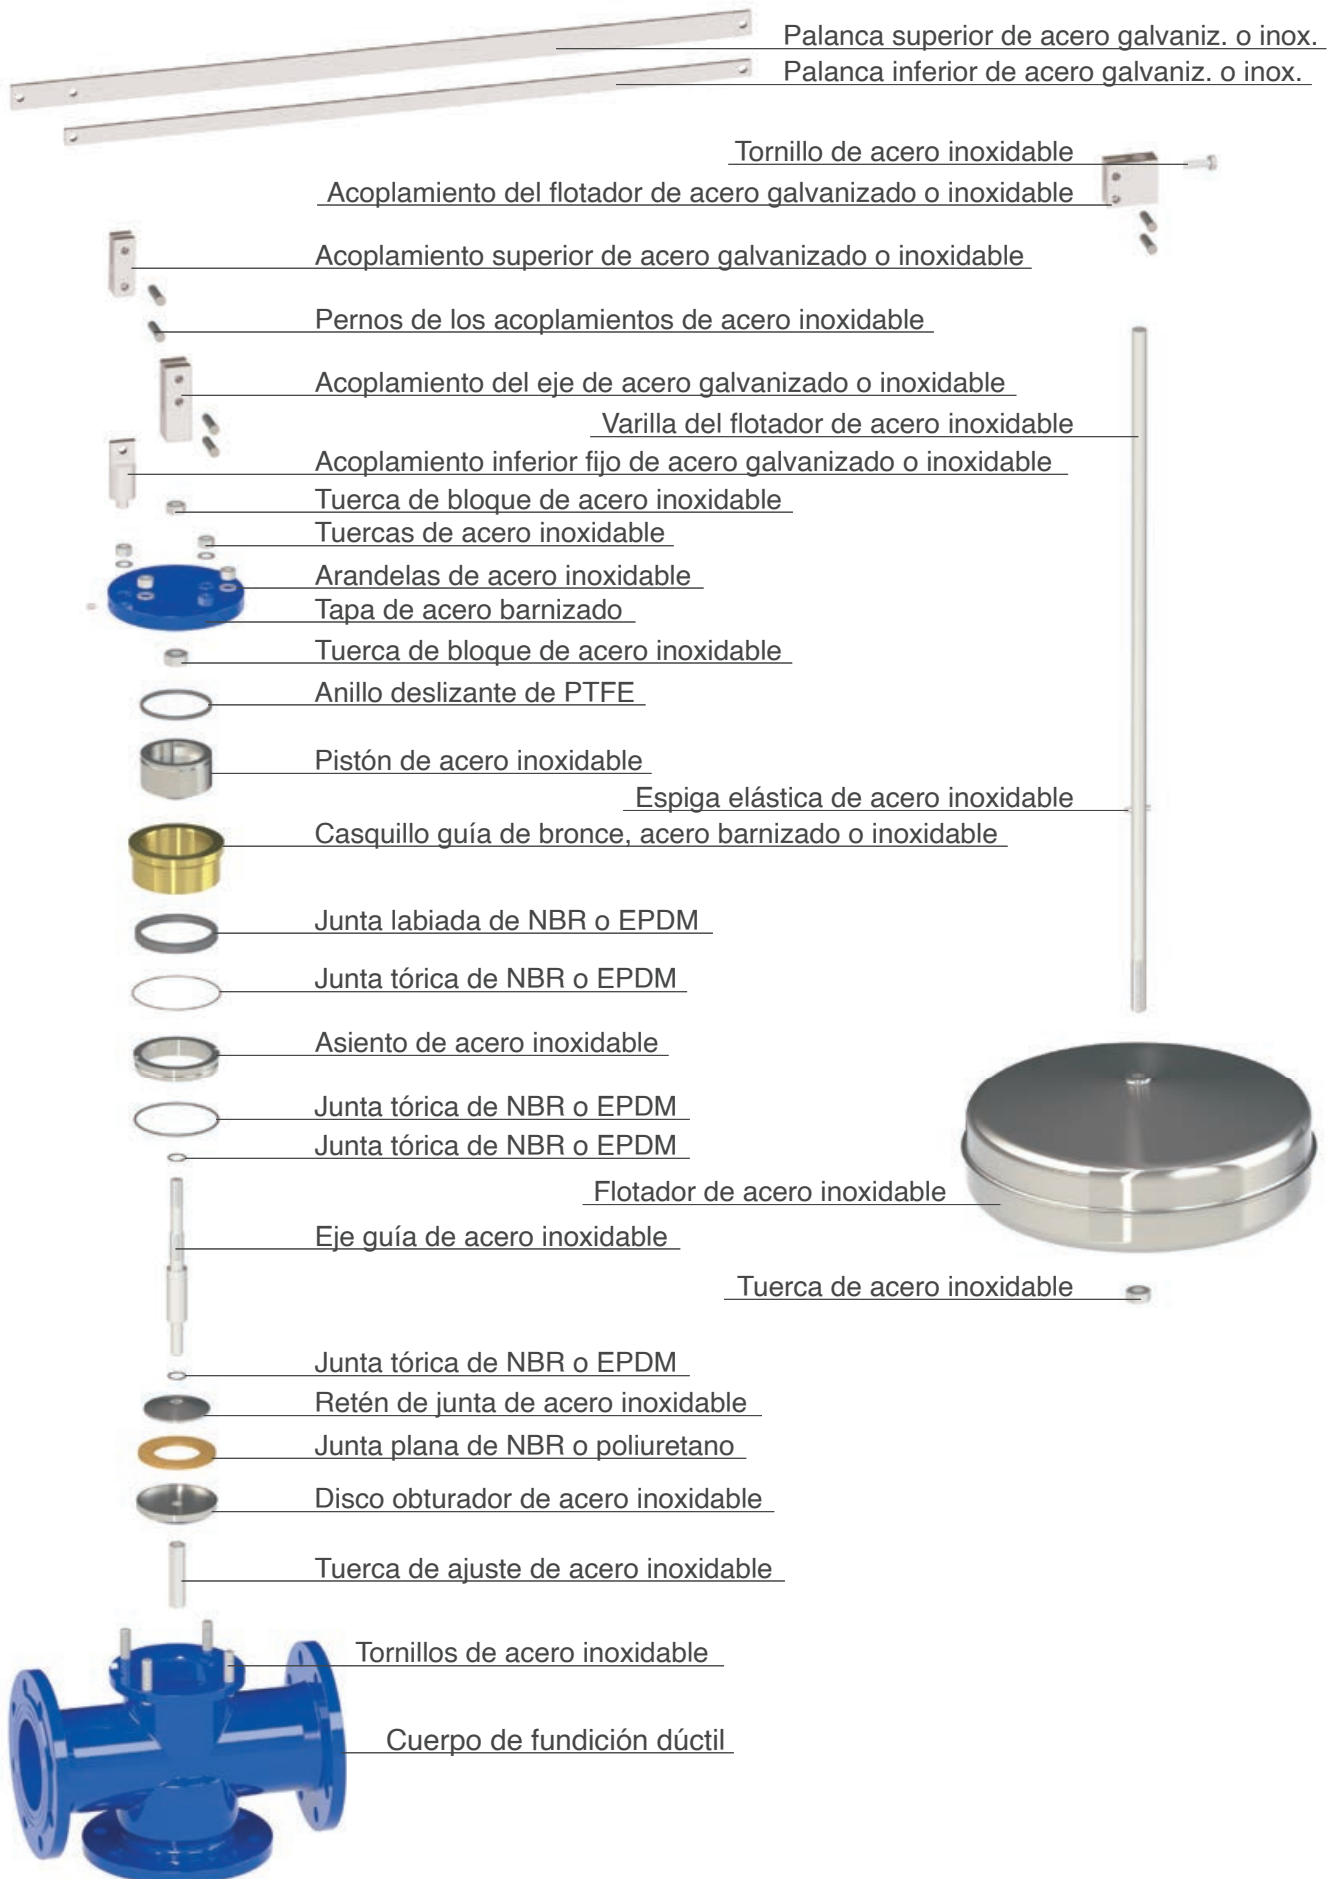 Palanca superior de acero galvaniz. o inox.
Palanca inferior de acero galvaniz. o inox.
Tornillo de acero inoxidable
Acoplamiento del flotador de acero galvanizado o inoxidable
Acoplamiento superior de acero galvanizado o inoxidable
Pernos de los acoplamientos de acero inoxidable
Acoplamiento del eje de acero galvanizado o inoxidable
Varilla del flotador de acero inoxidable
Acoplamiento inferior fijo de acero galvanizado o inoxidable
Tuerca de bloque de acero inoxidable
Tuercas de acero inoxidable
Arandelas de acero inoxidable
Tapa de acero barnizado
Tuerca de bloque de acero inoxidable
Anillo deslizante de PTFE
Pistón de acero inoxidable
Espiga elástica de acero inoxidable
Casquillo guía de bronce, acero barnizado o inoxidable
Junta labiada de NBR o EPDM
Junta tórica de NBR o EPDM
Asiento de acero inoxidable
Junta tórica de NBR o EPDM
Junta tórica de NBR o EPDM
Flotador de acero inoxidable
Eje guía de acero inoxidable
Tuerca de acero inoxidable
Junta tórica de NBR o EPDM
Retén de junta de acero inoxidable
Junta plana de NBR o poliuretano
Disco obturador de acero inoxidable
Tuerca de ajuste de acero inoxidable
Tornillos de acero inoxidable
Cuerpo de fundición dúctil